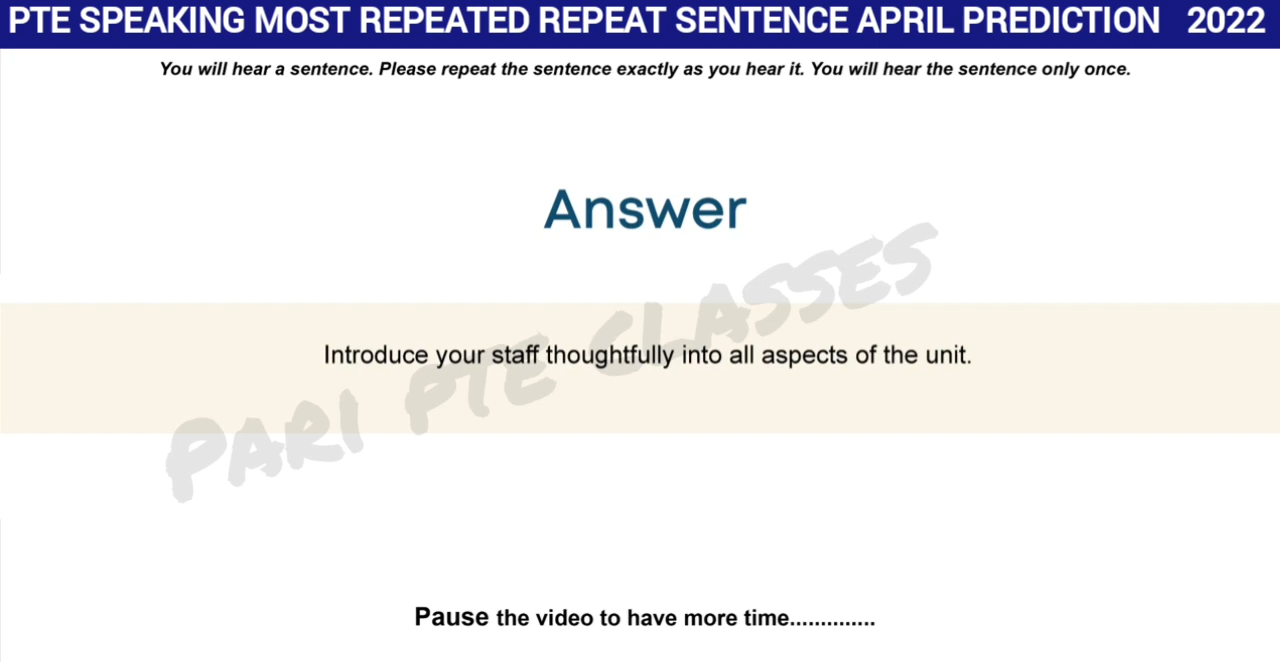 PTE SPEAKING MOST REPEATED REPEAT SENTENCE APRIL PREDICTION 2022
You will hear a sentence. Please repeat the sentence exactly as you hear it. You will hear the sentence only once.
Answer
Introduce your staff thoughtfully into all aspects of the unit.
PARI PTE CLASSES
Pause the video to have more time..............